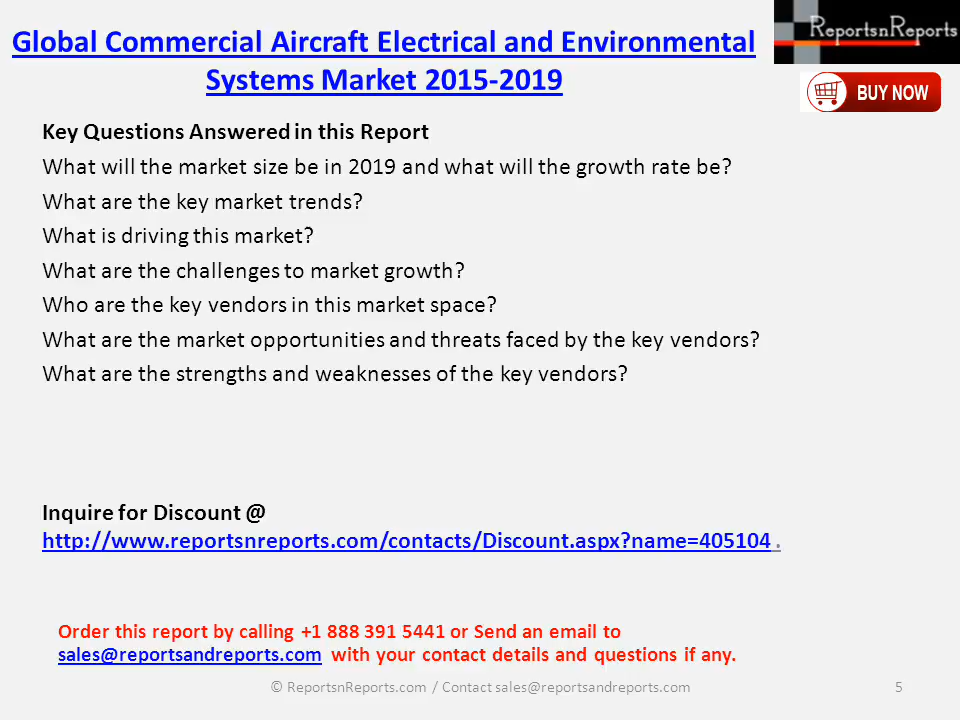 Global Commercial Aircraft Electrical and Environmental
Systems Market 2015-2019
ReportsnReports
BUY NOW
Key Questions Answered in this Report
What will the market size be in 2019 and what will the growth rate be?
What are the key market trends?
What is driving this market?
What are the challenges to market growth?
Who are the key vendors in this market space?
What are the market opportunities and threats faced by the key vendors?
What are the strengths and weaknesses of the key vendors?
Inquire for Discount @
http://www.reportsnreports.com/contacts/Discount.aspx?name=405104 .
Order this report by calling +1 888 391 5441 or Send an email to
sales@reportsandreports.com with your contact details and questions if any.
© ReportsnReports.com / Contact sales@reportsandreports.com
5